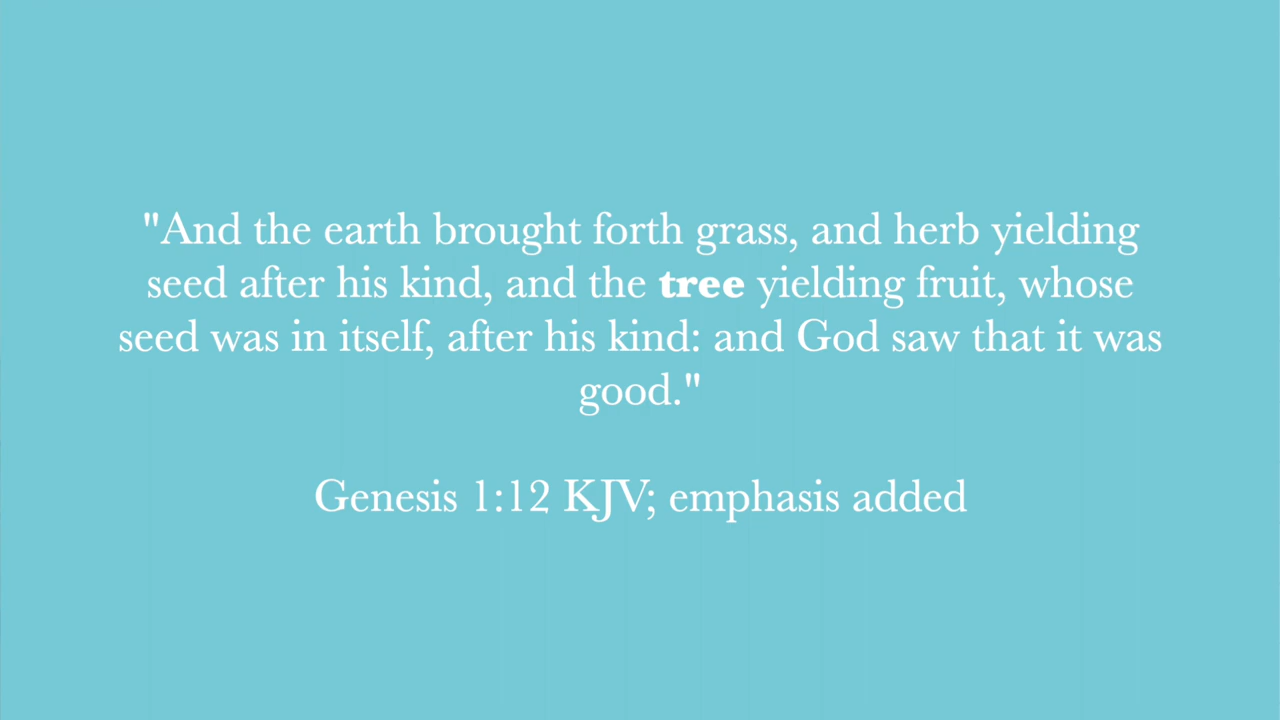 "And the earth brought forth grass, and herb yielding
seed after his kind, and the tree yielding fruit, whose
seed was in itself, after his kind: and God saw that it was
good."
Genesis 1:12 KJV; emphasis added